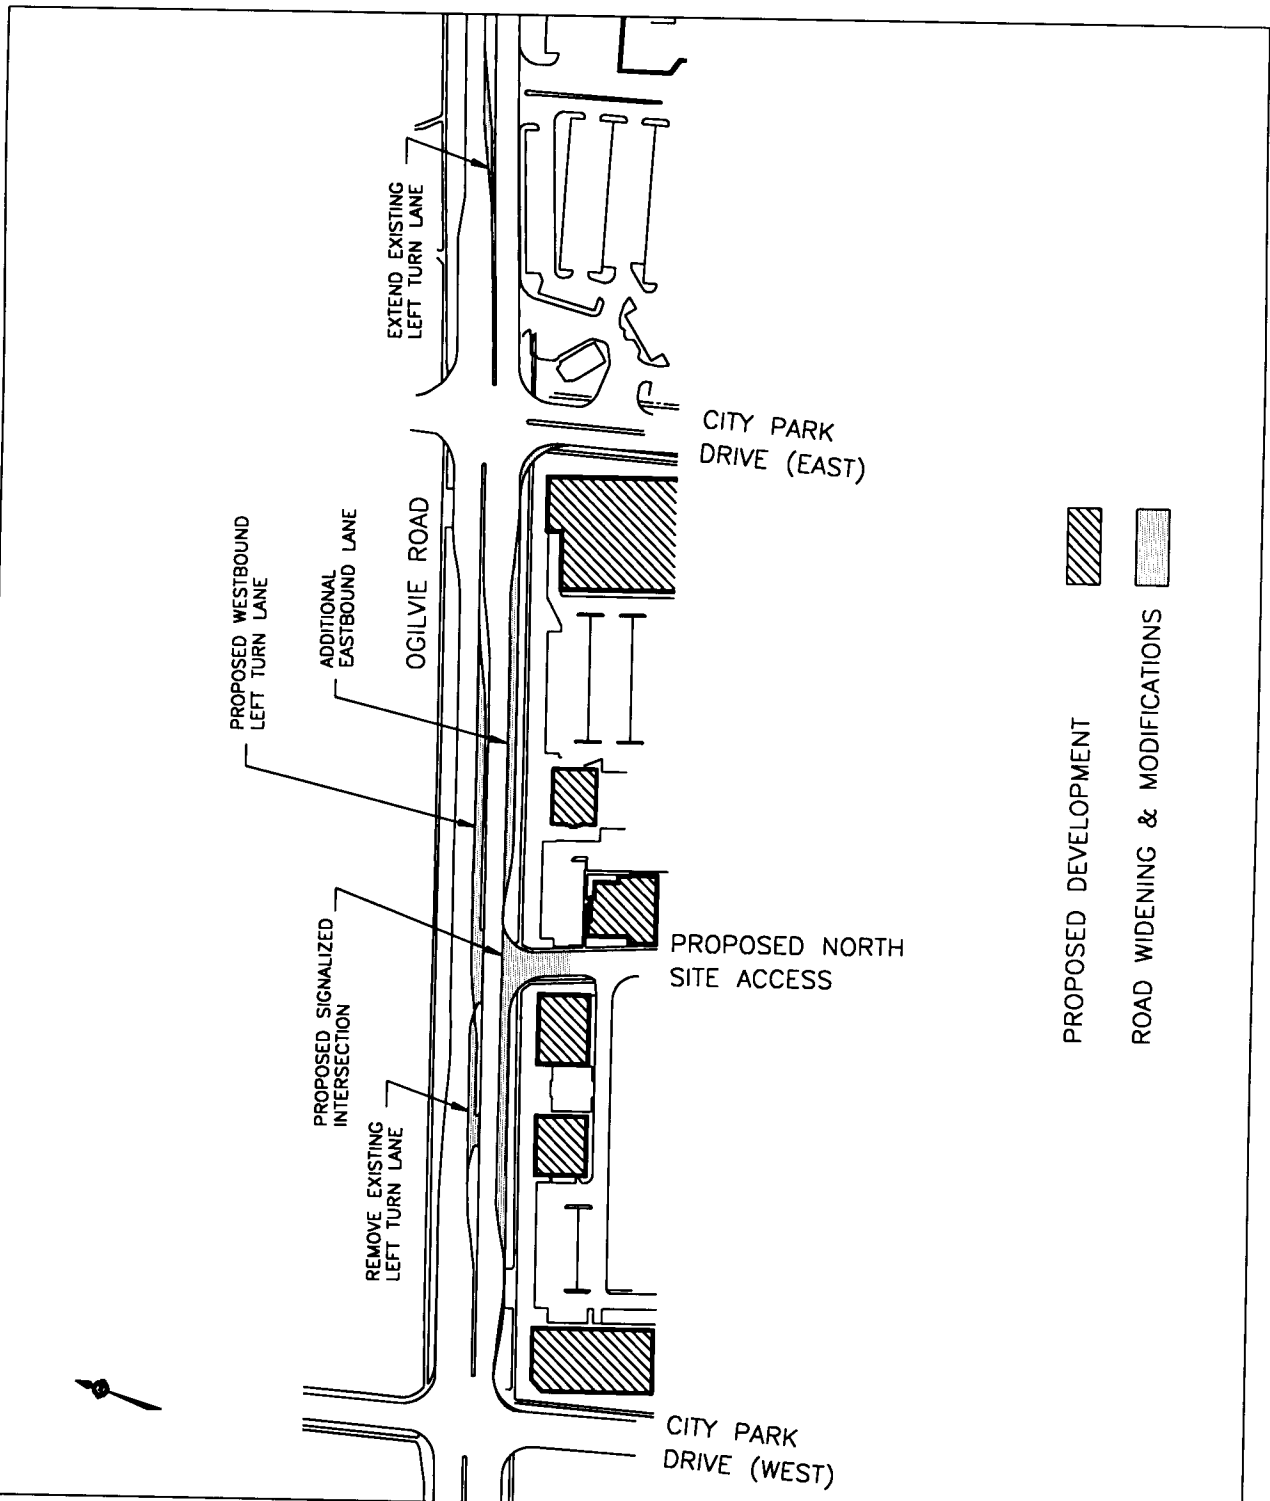 EXTEND EXISTING
LEFT TURN LANE
CITY PARK
DRIVE (EAST)
OGILVIE ROAD
ADDITIONAL
EASTBOUND LANE
PROPOSED WESTBOUND
LEFT TURN LANE
PROPOSED SIGNALIZED
INTERSECTION
PROPOSED NORTH
SITE ACCESS
REMOVE EXISTING
LEFT TURN LANE
CITY PARK
DRIVE (WEST)
PROPOSED DEVELOPMENT
ROAD WIDENING & MODIFICATIONS